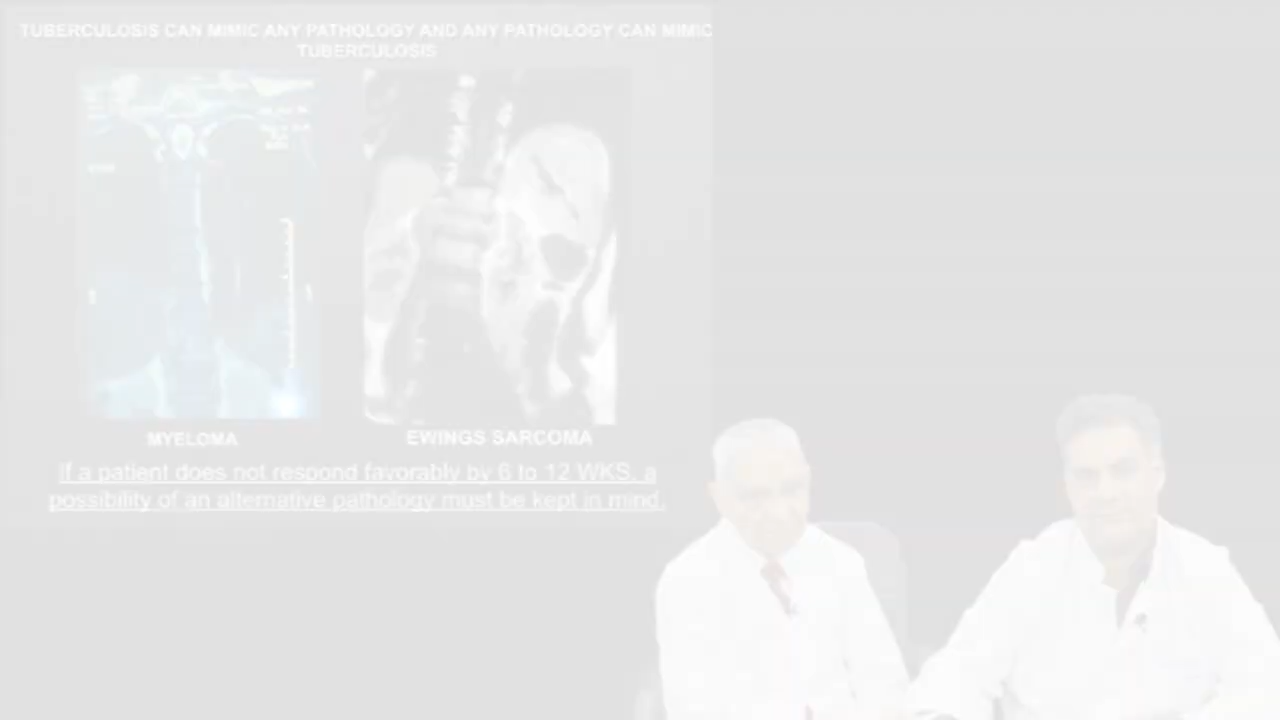 TUBERCULOSIS CAN MIMIC ANY PATHOLOGY AND ANY PATHOLOGY CAN MIMIC
TUBERCULOSIS
MYELOMA
EWINGS SARCOMA
If a patient does not respond favorably by 6 to 12 WKS, a
possibility of an alternative pathology must be kept in mind.